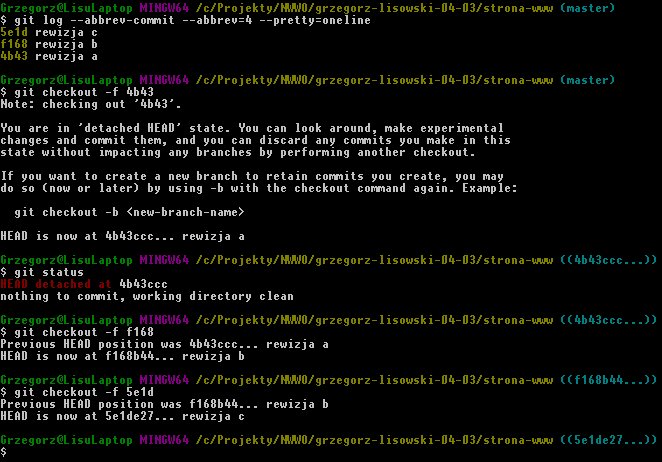 Grzegorz@LisuLaptop MINGW64 /c/Projekty/NWWO/grzegorz-lisowski-04-03/strona-www (master)
$ git log --abbrev-commit --abbrev=4 --pretty=oneline
5e1d rewizja c
f168 rewizja b
4b43 rewizja a
Grzegorz@LisuLaptop MINGW64 /c/Projekty/NWWO/grzegorz-lisowski-04-03/strona-www (master)
$ git checkout -f 4b43
Note: checking out '4b43'.
You are in 'detached HEAD' state. You can look around, make experimental
changes and commit them, and you can discard any commits you make in this
state without impacting any branches by performing another checkout.
If you want to create a new branch to retain commits you create, you may
do so (now or later) by using -b with the checkout command again. Example:
git checkout -b <new-branch-name>
HEAD is now at 4b43ccc... rewizja a
Grzegorz@LisuLaptop MINGW64 /c/Projekty/NWWO/grzegorz-lisowski-04-03/strona-www ((4b43ccc...))
$ git status
HEAD detached at 4b43ccc
nothing to commit, working directory clean
Grzegorz@LisuLaptop MINGW64 /c/Projekty/NWWO/grzegorz-lisowski-04-03/strona-www ((4b43ccc...))
$ git checkout -f f168
Previous HEAD position was 4b43ccc... rewizja a
HEAD is now at f168b44... rewizja b
Grzegorz@LisuLaptop MINGW64 /c/Projekty/NWWO/grzegorz-lisowski-04-03/strona-www ((f168b44...))
$ git checkout -f 5e1d
Previous HEAD position was f168b44... rewizja b
HEAD is now at 5e1de27... rewizja c
Grzegorz@LisuLaptop MINGW64 /c/Projekty/NWWO/grzegorz-lisowski-04-03/strona-www ((5e1de27...))
$